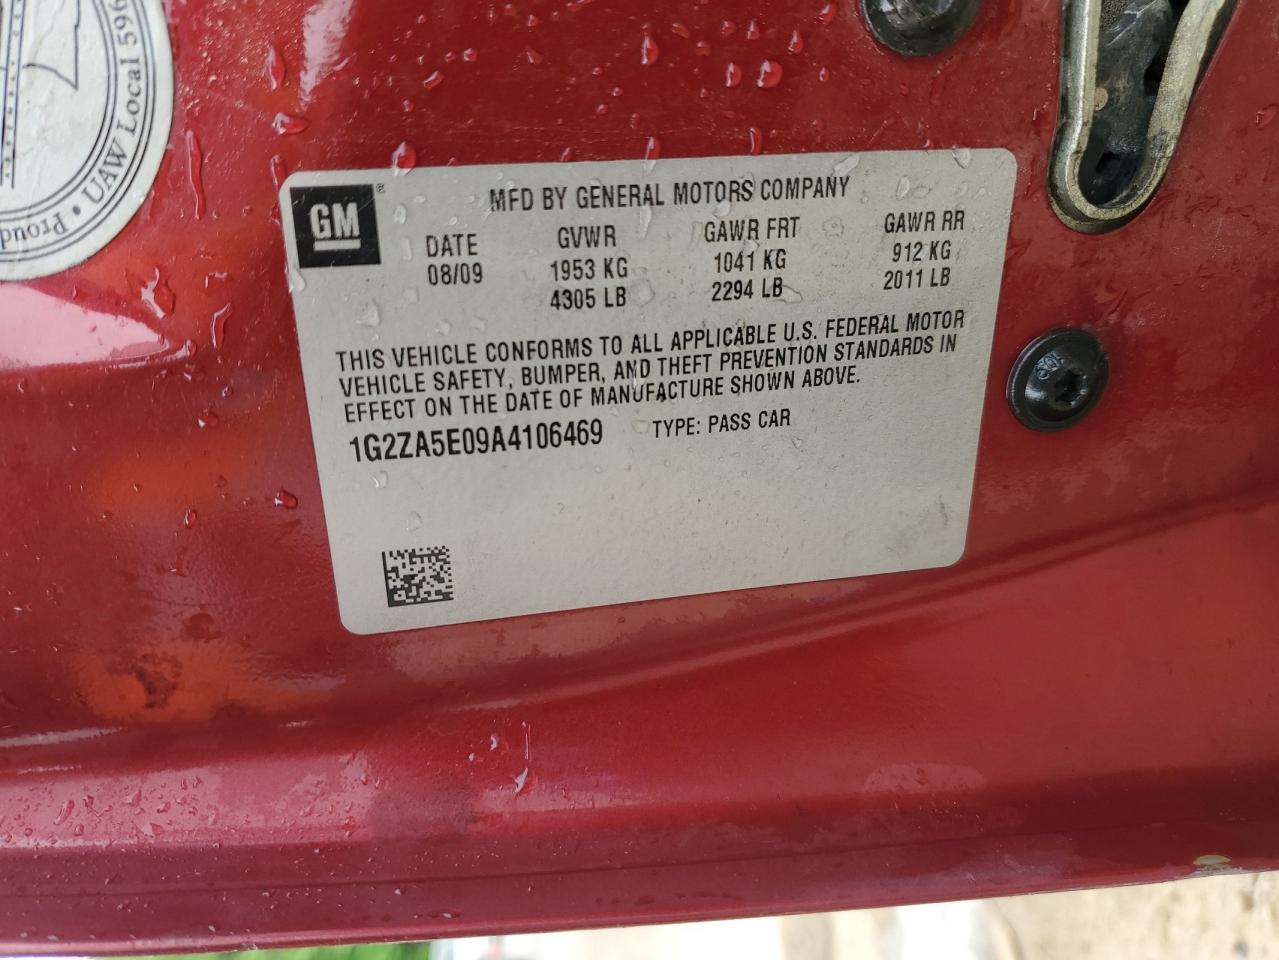 Proud
UAW Local 596
GM
®
MFD BY GENERAL MOTORS COMPANY
DATE GVWR GAWR FRT GAWR RR
08/09 1953 KG 1041 KG 912 KG
4305 LB 2294 LB 2011 LB
THIS VEHICLE CONFORMS TO ALL APPLICABLE U.S. FEDERAL MOTOR
VEHICLE SAFETY, BUMPER, AND THEFT PREVENTION STANDARDS IN
EFFECT ON THE DATE OF MANUFACTURE SHOWN ABOVE.
1G2ZA5E09A4106469 TYPE: PASS CAR